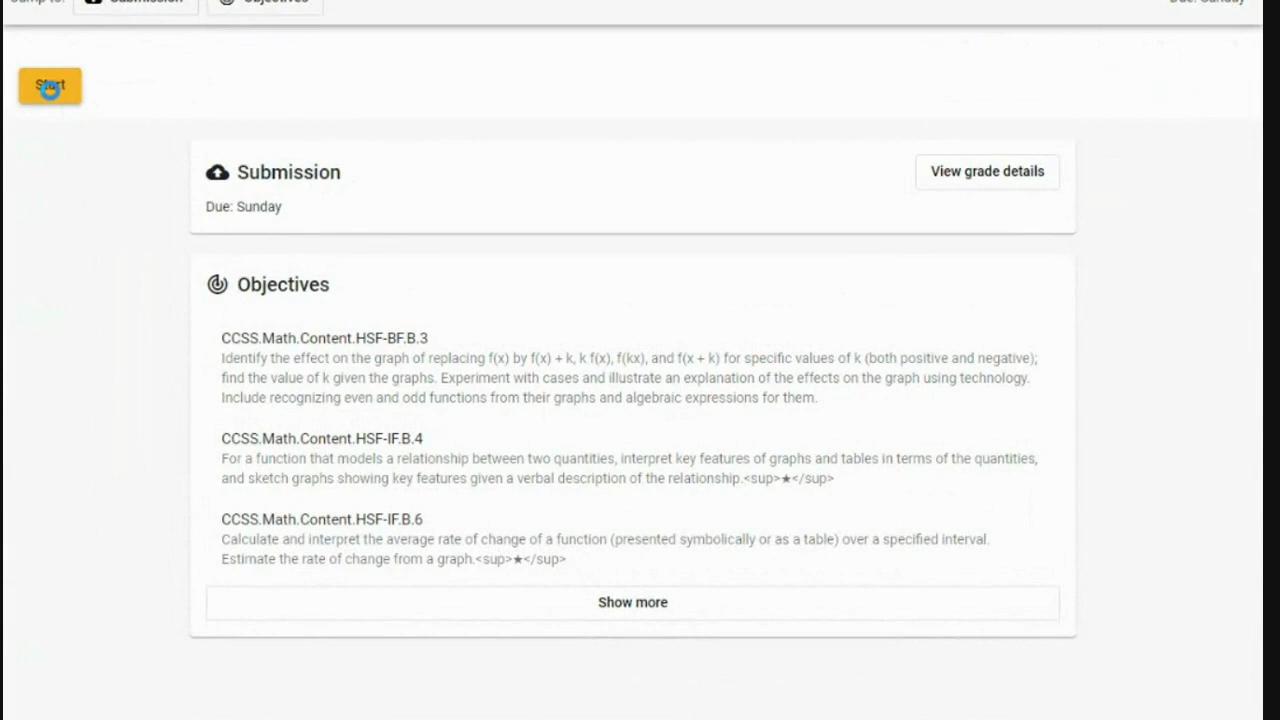 Jump to: Submission Objectives Due: Sunday
Start
Submission
View grade details
Due: Sunday
Objectives
CCSS.Math.Content.HSF-BF.B.3
Identify the effect on the graph of replacing f(x) by f(x) + k, k f(x), f(kx), and f(x + k) for specific values of k (both positive and negative);
find the value of k given the graphs. Experiment with cases and illustrate an explanation of the effects on the graph using technology.
Include recognizing even and odd functions from their graphs and algebraic expressions for them.
CCSS.Math.Content.HSF-IF.B.4
For a function that models a relationship between two quantities, interpret key features of graphs and tables in terms of the quantities,
and sketch graphs showing key features given a verbal description of the relationship.<sup>★</sup>
CCSS.Math.Content.HSF-IF.B.6
Calculate and interpret the average rate of change of a function (presented symbolically or as a table) over a specified interval.
Estimate the rate of change from a graph.<sup>★</sup>
Show more